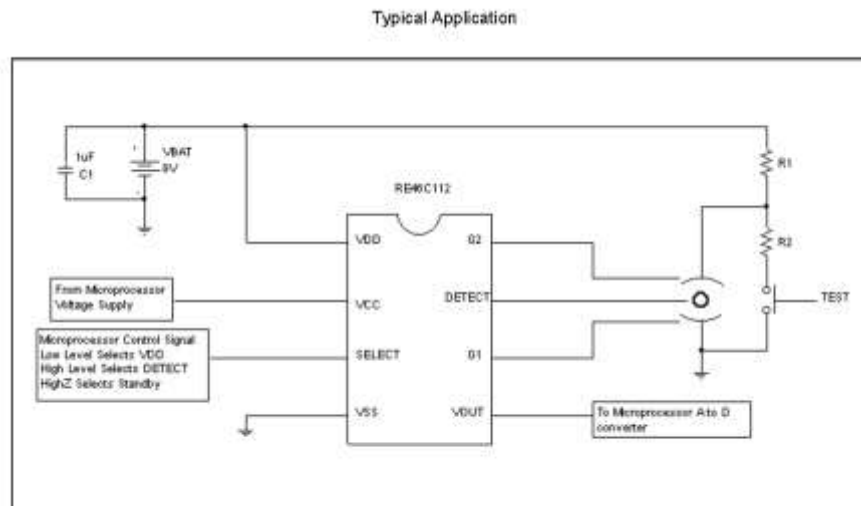 Typical Application
1uF
C1
VBAT
9V
R1
RE46C112
VDD
G2
R2
From Microprocessor
Voltage Supply
VCC
DETECT
TEST
Microprocessor Control Signal
Low Level Selects VDD
High Level Selects DETECT
HighZ Selects Standby
SELECT
G1
VSS
VOUT
To Microprocessor A to D
converter